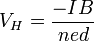 V_H = \frac{-IB}{ned}